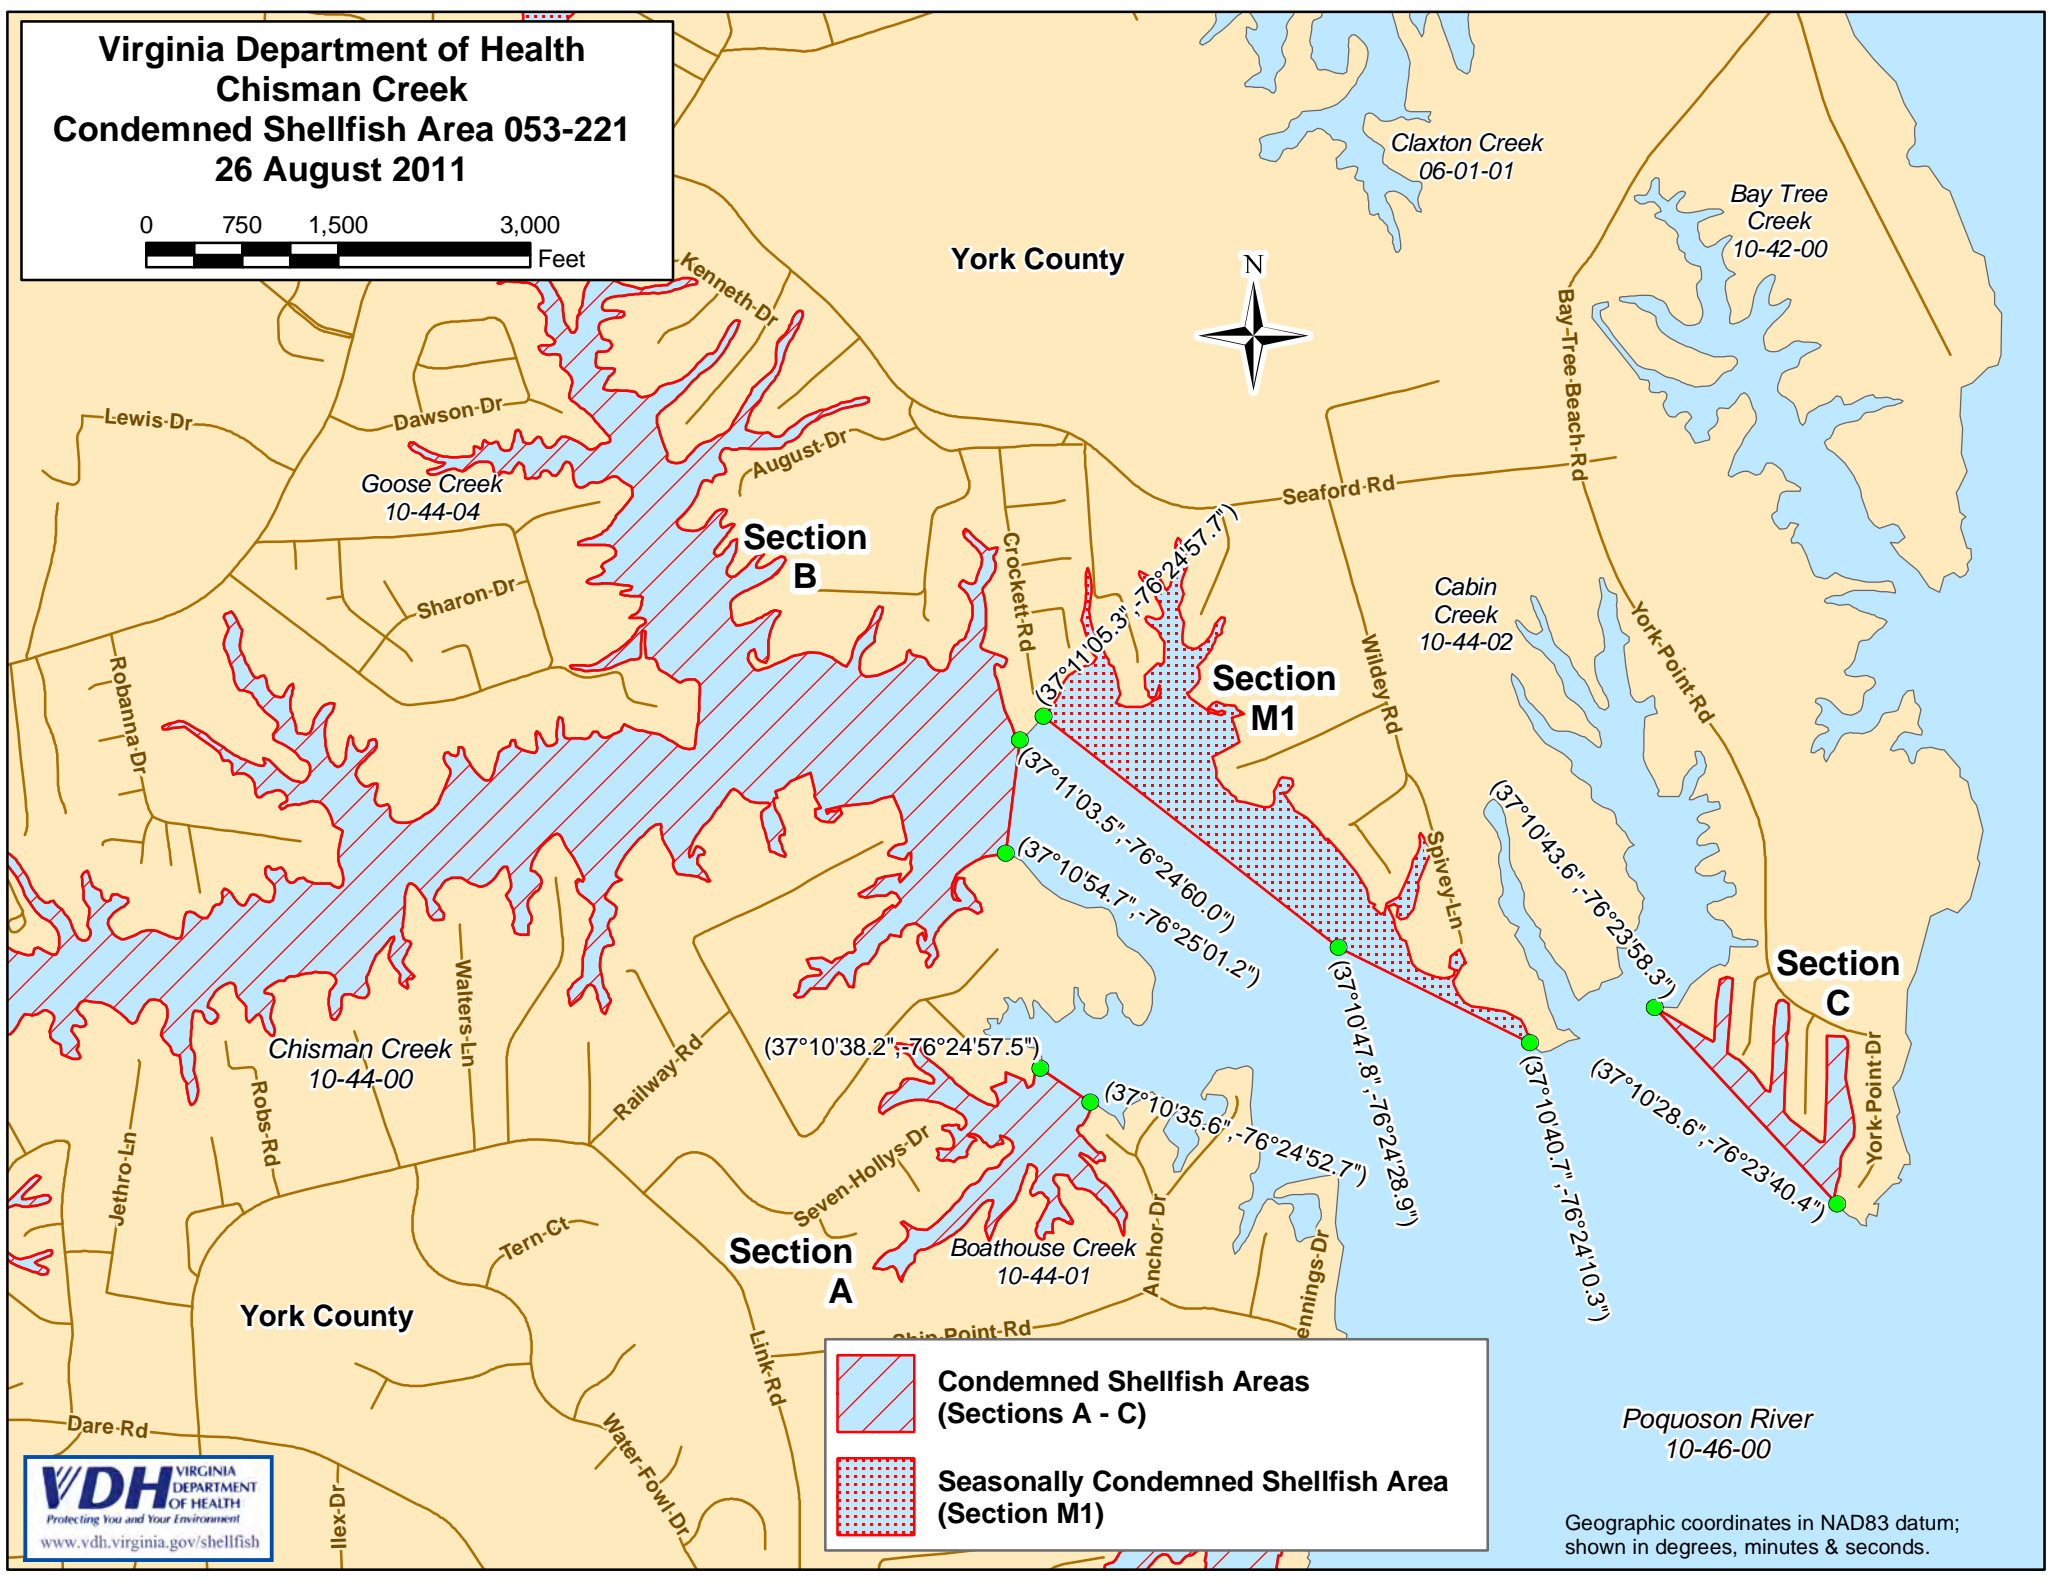 Virginia Department of Health
Chisman Creek
Condemned Shellfish Area 053-221
26 August 2011
0 750 1,500 3,000
Feet
Claxton Creek
06-01-01
Bay Tree
Creek
10-42-00
York County
N
Kenneth Dr
Bay Tree Beach Rd
Lewis Dr
Dawson Dr
August Dr
Goose Creek
10-44-04
Seaford Rd
Section
B
Crockett Rd
(37°11'05.3",-76°24'57.7")
Sharon Dr
Cabin
Creek
10-44-02
York Point Rd
Robanna Dr
Section
M1
Wildey Rd
(37°11'03.5",-76°24'60.0")
(37°10'54.7",-76°25'01.2")
(37°10'43.6",-76°23'58.3")
Spivey Ln
Section
C
Walters Ln
Chisman Creek
10-44-00
Railway Rd
(37°10'38.2",-76°24'57.5")
(37°10'35.6",-76°24'52.7")
(37°10'47.8",-76°24'28.9")
(37°10'40.7",-76°24'10.3")
(37°10'28.6",-76°23'40.4")
York Point Dr
Robs Rd
Jethro Ln
Seven Hollys Dr
Tern Ct
Section
A
Boathouse Creek
10-44-01
Anchor Dr
ennings Dr
York County
Link Rd
Ship Point Rd
Condemned Shellfish Areas
(Sections A - C)
Seasonally Condemned Shellfish Area
(Section M1)
Poquoson River
10-46-00
Dare Rd
Water Fowl Dr
Ilex Dr
VDH VIRGINIA
DEPARTMENT
OF HEALTH
Protecting You and Your Environment
www.vdh.virginia.gov/shellfish
Geographic coordinates in NAD83 datum;
shown in degrees, minutes & seconds.